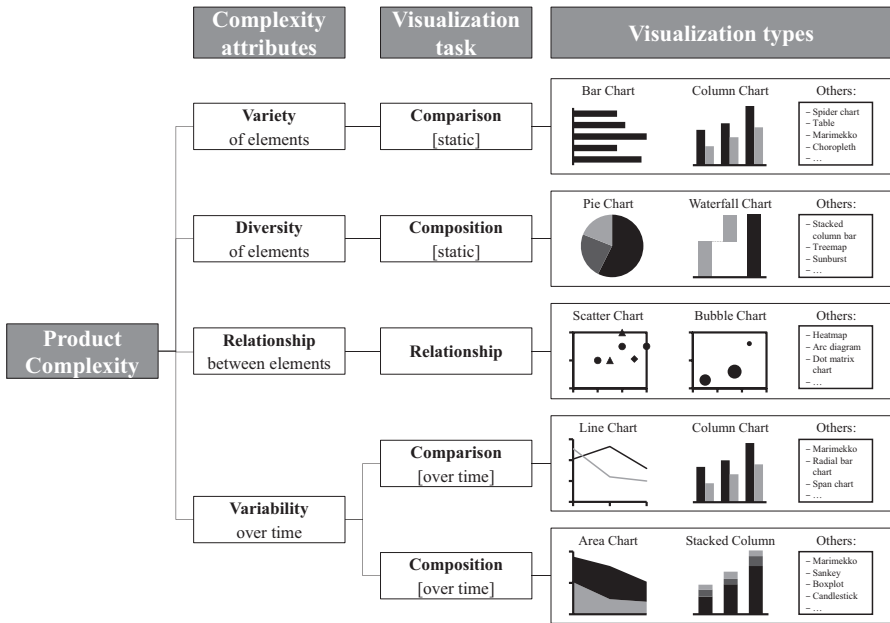 Complexity
attributes
Visualization
task
Visualization types
Product
Complexity
Variety
of elements
Comparison
[static]
Bar Chart
Column Chart
Others:
– Spider chart
– Table
– Marimekko
– Choropleth
– ...
Diversity
of elements
Composition
[static]
Pie Chart
Waterfall Chart
Others:
– Stacked
column bar
– Treemap
– Sunburst
– ...
Relationship
between elements
Relationship
Scatter Chart
Bubble Chart
Others:
– Heatmap
– Arc diagram
– Dot matrix
chart
– ...
Variability
over time
Comparison
[over time]
Line Chart
Column Chart
Others:
– Marimekko
– Radial bar
chart
– Span chart
– ...
Composition
[over time]
Area Chart
Stacked Column
Others:
– Marimekko
– Sankey
– Boxplot
– Candlestick
– ...